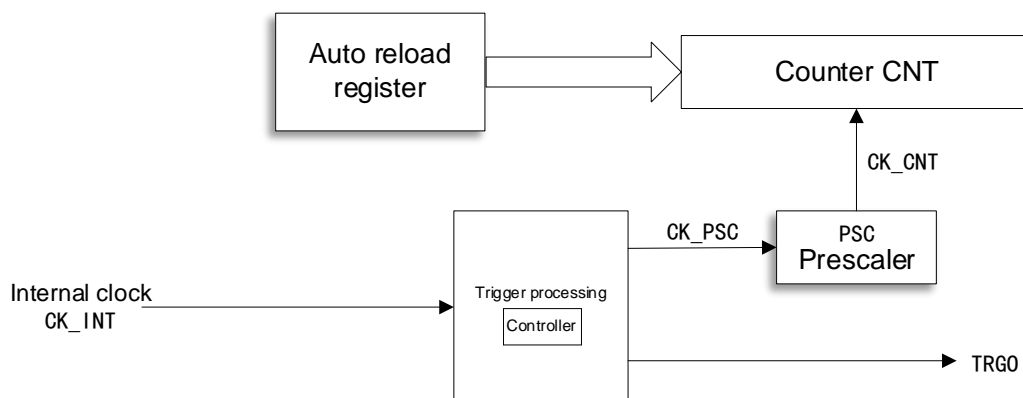 Auto reload
register
Counter CNT
CK_CNT
CK_PSC
PSC
Prescaler
Internal clock
CK_INT
Trigger processing
Controller
TRGO